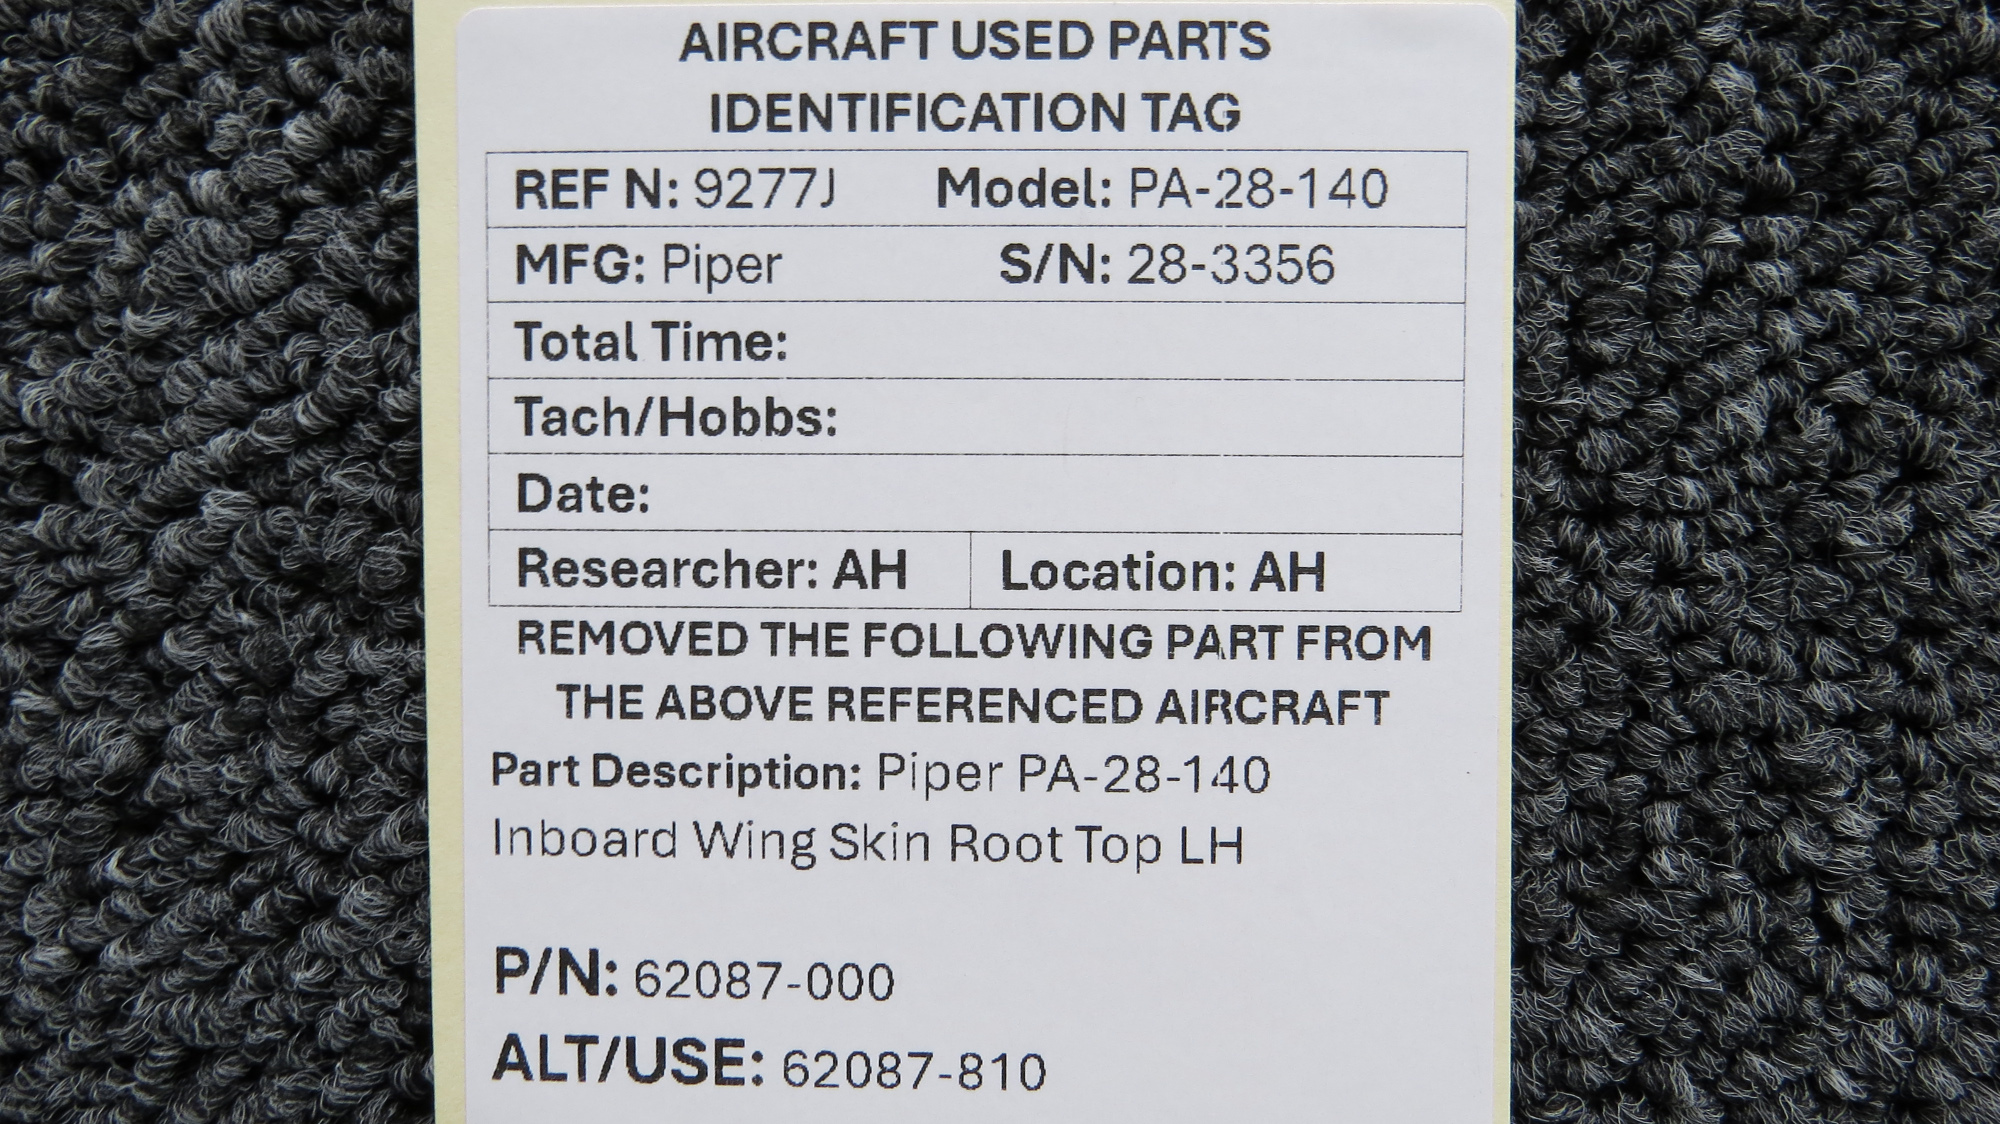 AIRCRAFT USED PARTS
IDENTIFICATION TAG
REF N: 9277J Model: PA-28-140
MFG: Piper S/N: 28-3356
Total Time:
Tach/Hobbs:
Date:
Researcher: AH Location: AH
REMOVED THE FOLLOWING PART FROM
THE ABOVE REFERENCED AIRCRAFT
Part Description: Piper PA-28-140
Inboard Wing Skin Root Top LH
P/N: 62087-000
ALT/USE: 62087-810